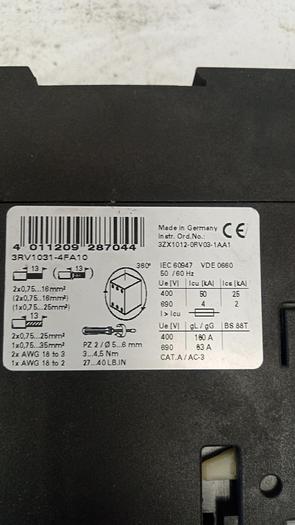 4 011209 287044
3RV1031-4FA10
Made in Germany
Instr. Ord.No.:
3ZX1012-0RV03-1AA1
CE
13
13
2x0,75...16mm²
(2x0,75...16mm²)
(1x0,75...25mm²)
13
2x0,75...25mm²
1x0,75...35mm²
2x AWG 18 to 3
1x AWG 18 to 2
360°
PZ 2 / Ø 5...6 mm
3...4,5 Nm
27...40 LB.IN
IEC 60947 VDE 0660
50 / 60 Hz
Ue [V] Icu [kA] Ics [kA]
400 50 25
690 4 2
I > Icu
Ue [V] gL / gG BS 88T
400 160 A
690 63 A
CAT.A / AC-3